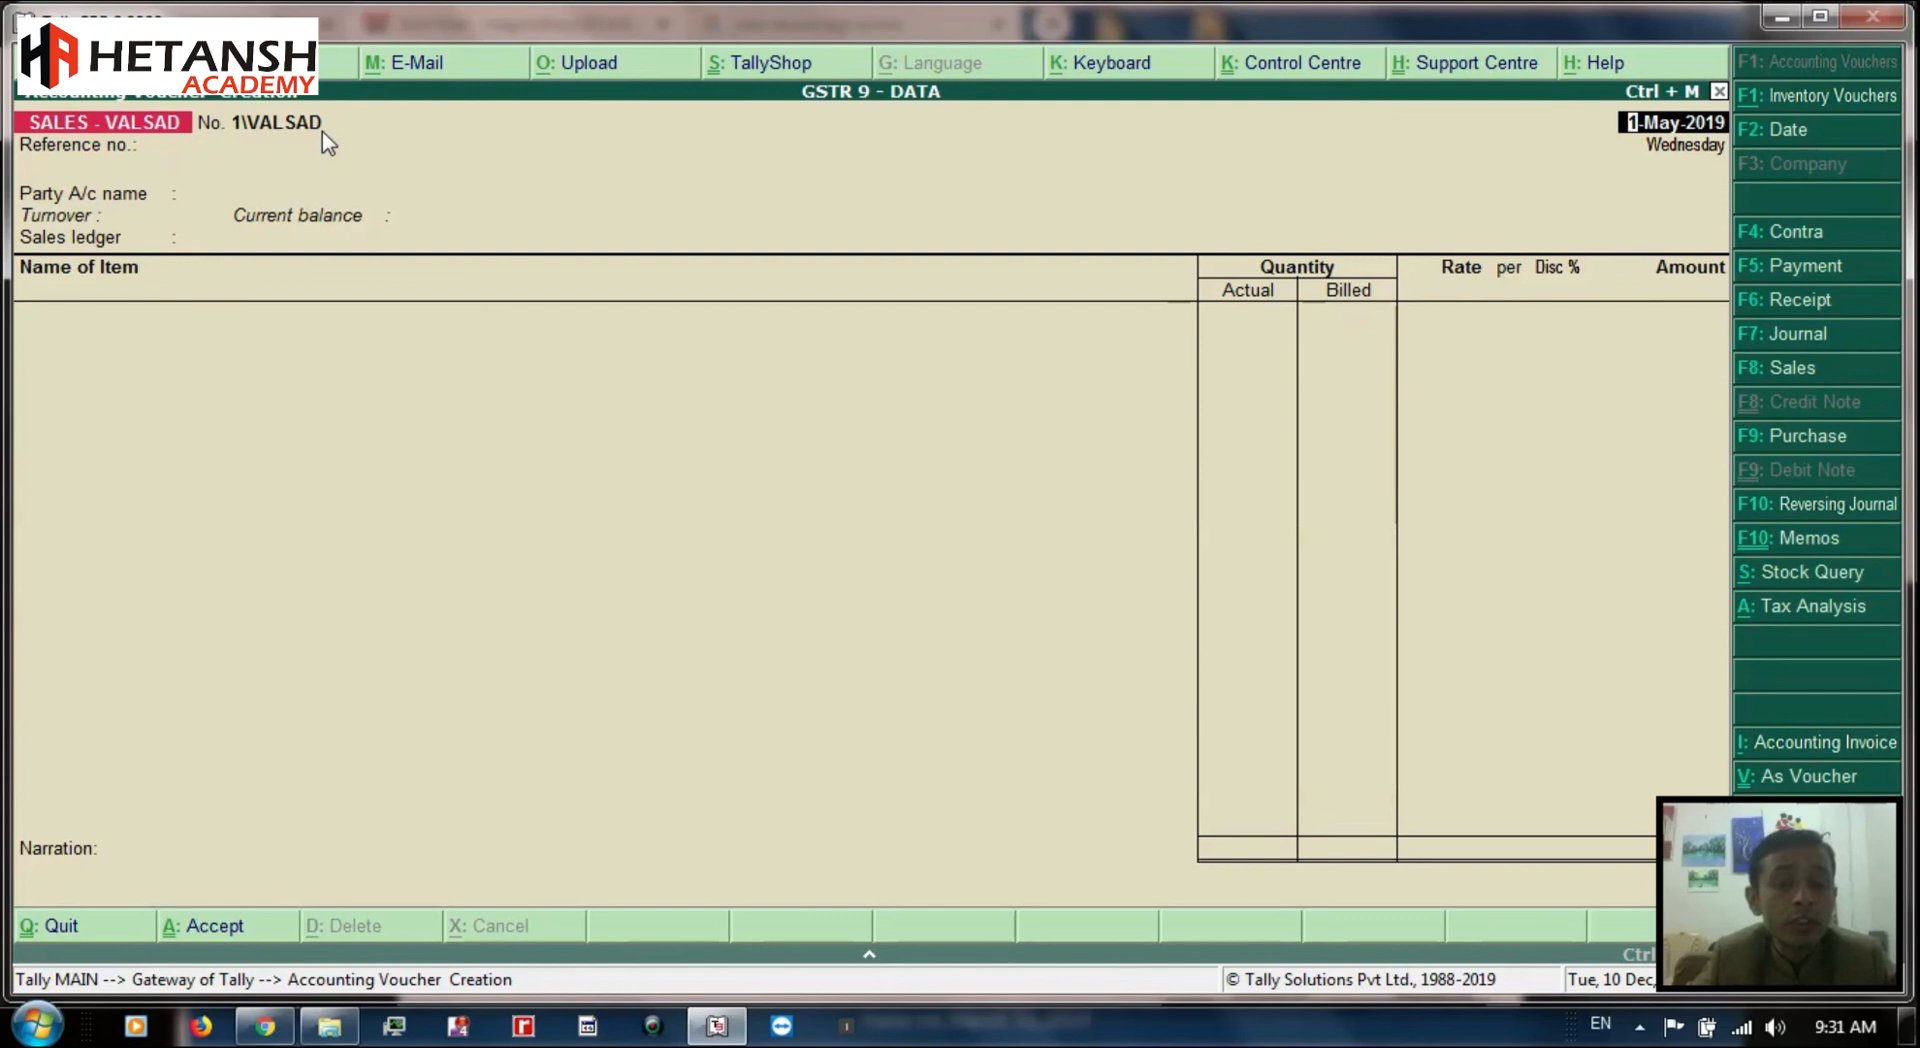 HETANSH
ACADEMY
M: E-Mail
O: Upload
S: TallyShop
G: Language
K: Keyboard
K: Control Centre
H: Support Centre
H: Help
GSTR 9 - DATA
Ctrl + M
SALES - VALSAD No. 1\VALSAD
1-May-2019
Reference no.:
Wednesday
Party A/c name :
Turnover : Current balance :
Sales ledger :
Name of Item
Quantity
Rate per Disc % Amount
Actual Billed
Narration:
F1: Accounting Vouchers
F1: Inventory Vouchers
F2: Date
F3: Company
F4: Contra
F5: Payment
F6: Receipt
F7: Journal
F8: Sales
F8: Credit Note
F9: Purchase
F9: Debit Note
F10: Reversing Journal
F10: Memos
S: Stock Query
A: Tax Analysis
I: Accounting Invoice
V: As Voucher
Q: Quit
A: Accept
D: Delete
X: Cancel
Ctrl
Tally MAIN --> Gateway of Tally --> Accounting Voucher Creation
© Tally Solutions Pvt Ltd., 1988-2019
Tue, 10 Dec,
EN
9:31 AM